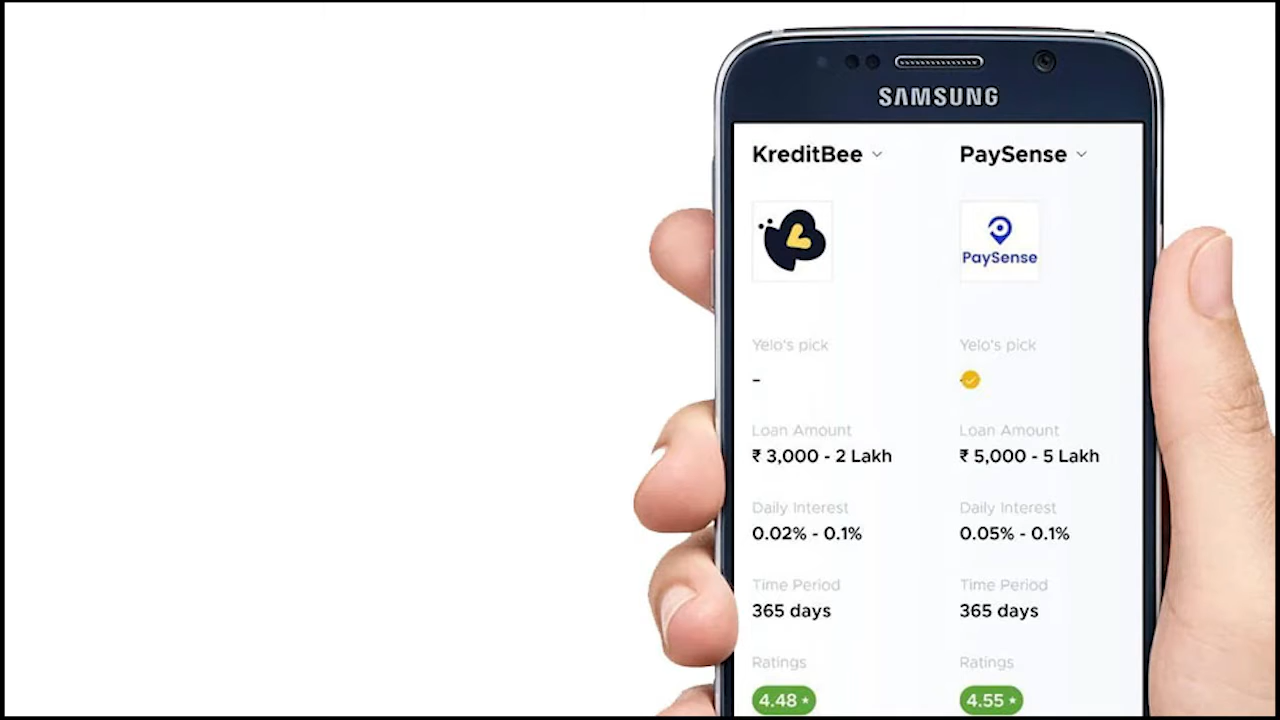 SAMSUNG
KreditBee
PaySense
PaySense
Yelo's pick
Yelo's pick
-
Loan Amount
Loan Amount
₹ 3,000 - 2 Lakh
₹ 5,000 - 5 Lakh
Daily Interest
Daily Interest
0.02% - 0.1%
0.05% - 0.1%
Time Period
Time Period
365 days
365 days
Ratings
Ratings
4.48 ★
4.55 ★